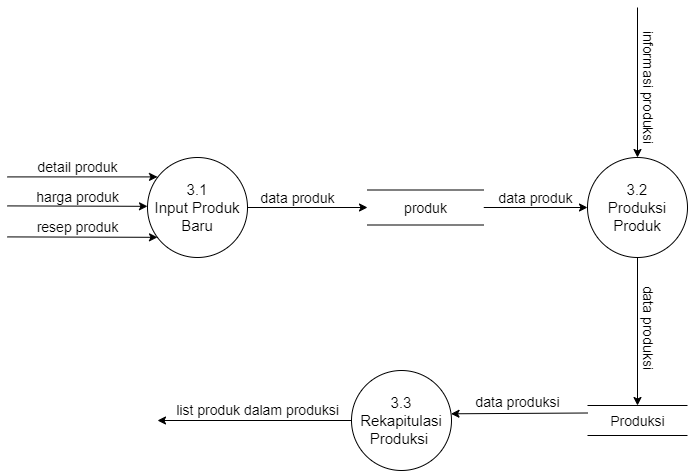 informasi produksi
detail produk
harga produk
resep produk
3.1
Input Produk
Baru
data produk
produk
data produk
3.2
Produksi
Produk
data produksi
list produk dalam produksi
3.3
Rekapitulasi
Produksi
data produksi
Produksi